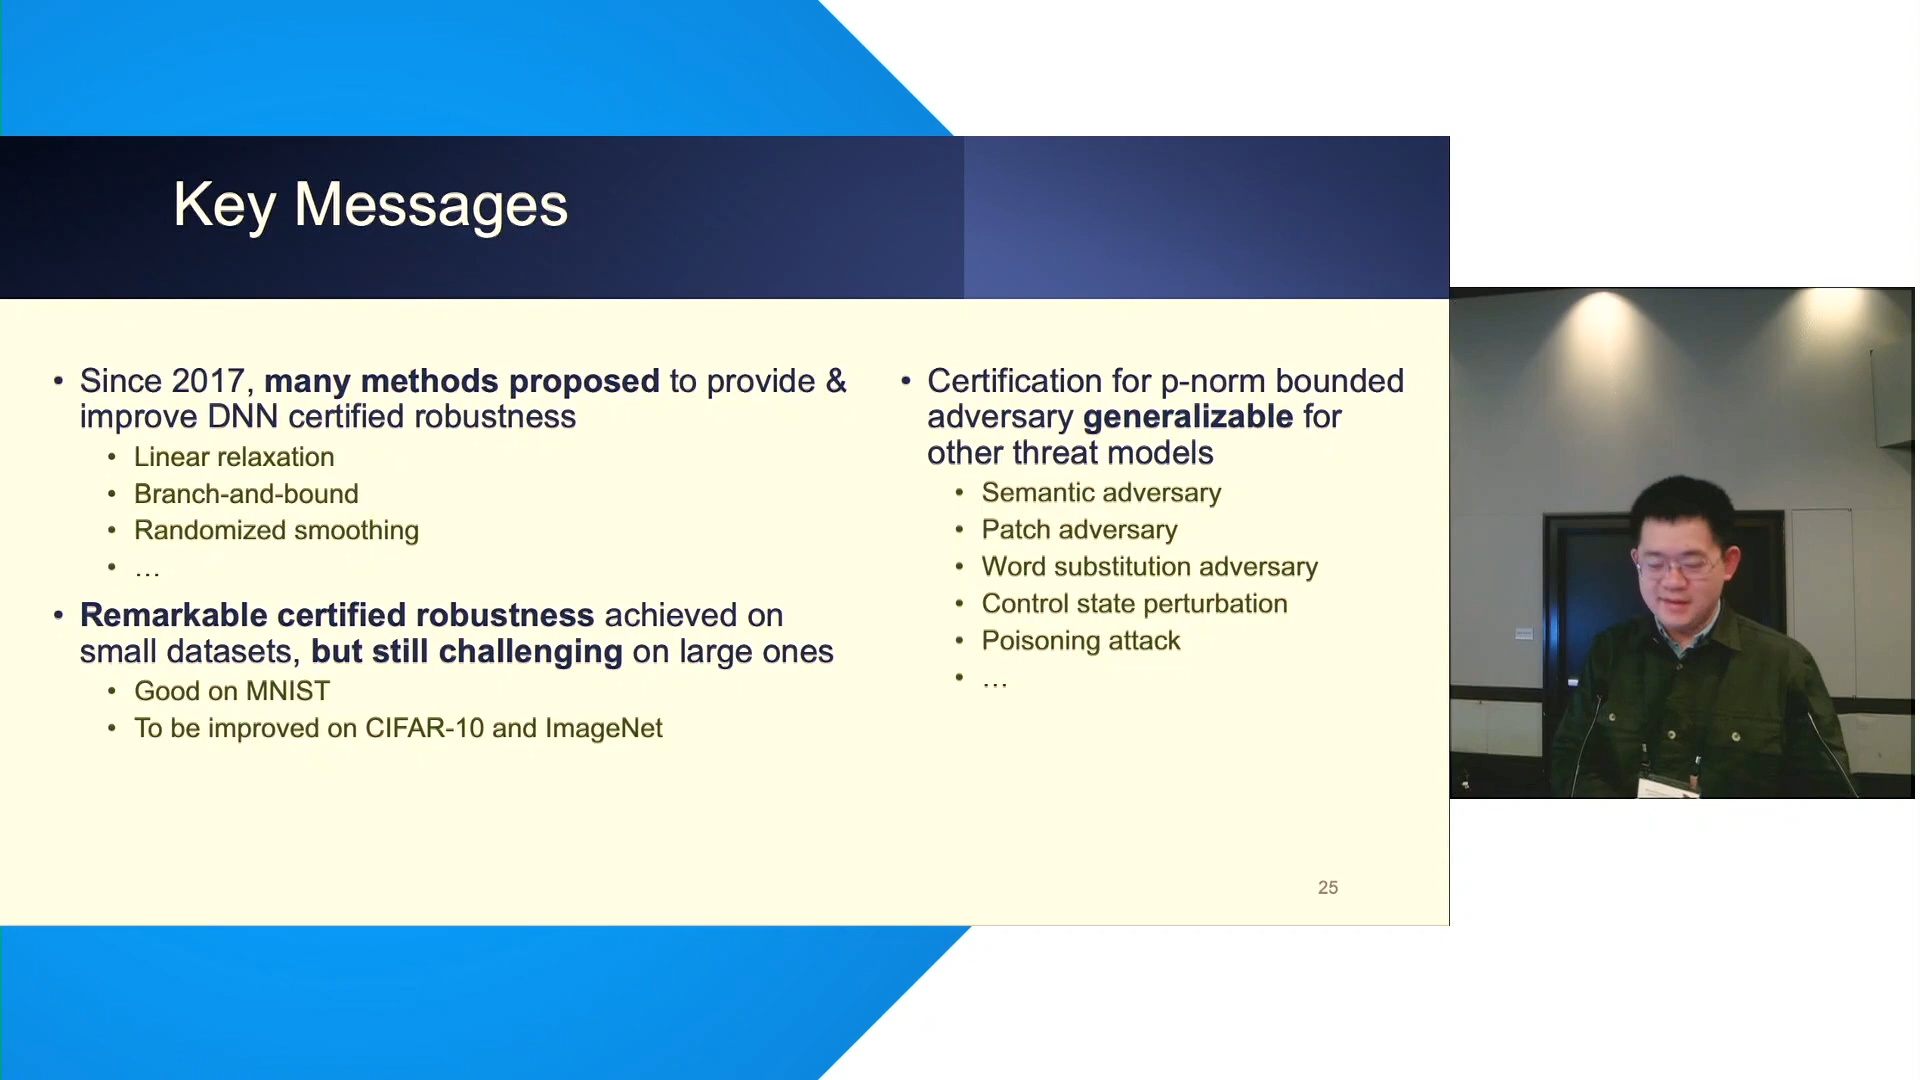 Key Messages
• Since 2017, many methods proposed to provide &
improve DNN certified robustness
• Linear relaxation
• Branch-and-bound
• Randomized smoothing
• …
• Remarkable certified robustness achieved on
small datasets, but still challenging on large ones
• Good on MNIST
• To be improved on CIFAR-10 and ImageNet
• Certification for p-norm bounded
adversary generalizable for
other threat models
• Semantic adversary
• Patch adversary
• Word substitution adversary
• Control state perturbation
• Poisoning attack
• …
25